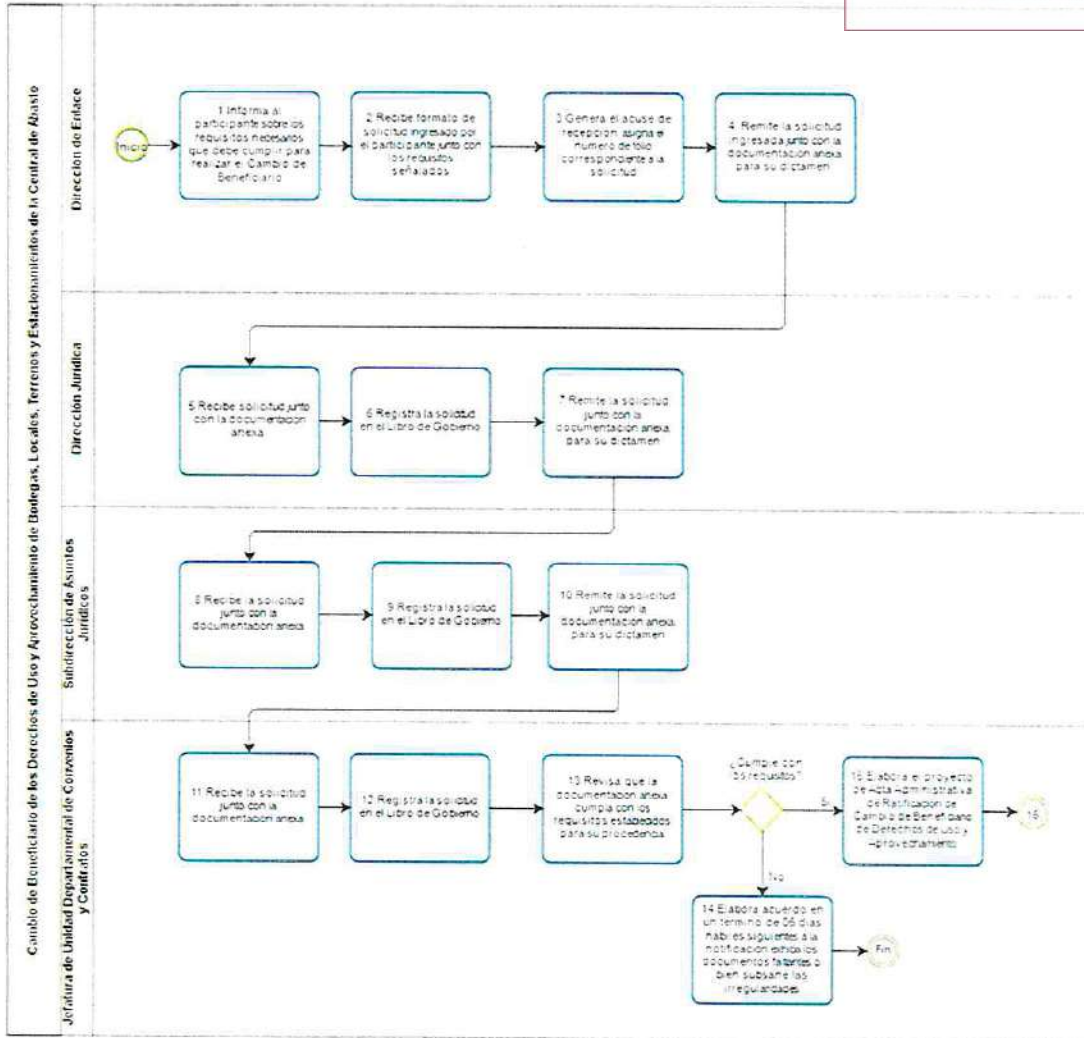 Cambio de Beneficiario de los Derechos de Uso y Aprovechamiento de Bodegas, Locales, Terrenos y Estacionamientos de la Central de Abasto
Dirección de Enlace
Inicio
1 Informa al
participante sobre los
requisitos necesarios
que debe cumplir para
realizar el Cambio de
Beneficiario
2 Recibe formato de
solicitud ingresado por
el participante junto con
los requisitos
señalados
3 Genera el acuse de
recepción asigna el
número de folio
correspondiente a la
solicitud
4. Remite la solicitud
ingresada junto con la
documentación anexa
para su dictamen
Dirección Jurídica
5 Recibe solicitud junto
con la documentación
anexa
6 Registra la solicitud
en el Libro de Gobierno
7 Remite la solicitud
junto con la
documentación anexa
para su dictamen
Subdirección de Asuntos
Jurídicos
8 Recibe la solicitud
junto con la
documentación anexa
9 Registra la solicitud
en el Libro de Gobierno
10 Remite la solicitud
junto con la
documentación anexa
para su dictamen
Jefatura de Unidad Departamental de Convenios
y Contratos
11 Recibe la solicitud
junto con la
documentación anexa
12 Registra la solicitud
en el Libro de Gobierno
13 Revisa que la
documentación anexa
cumpla con los
requisitos establecidos
para su procedencia
¿Cumple con
los requisitos?
Si
15 Elabora el proyecto
de Acta Administrativa
de Ratificación de
Cambio de Beneficiario
de Derechos de uso y
Aprovechamiento
16
No
14 Elabora acuerdo en
un termino de 05 días
hábiles siguientes a la
notificación exhiba los
documentos faltantes o
bien subsane las
irregularidades
Fin